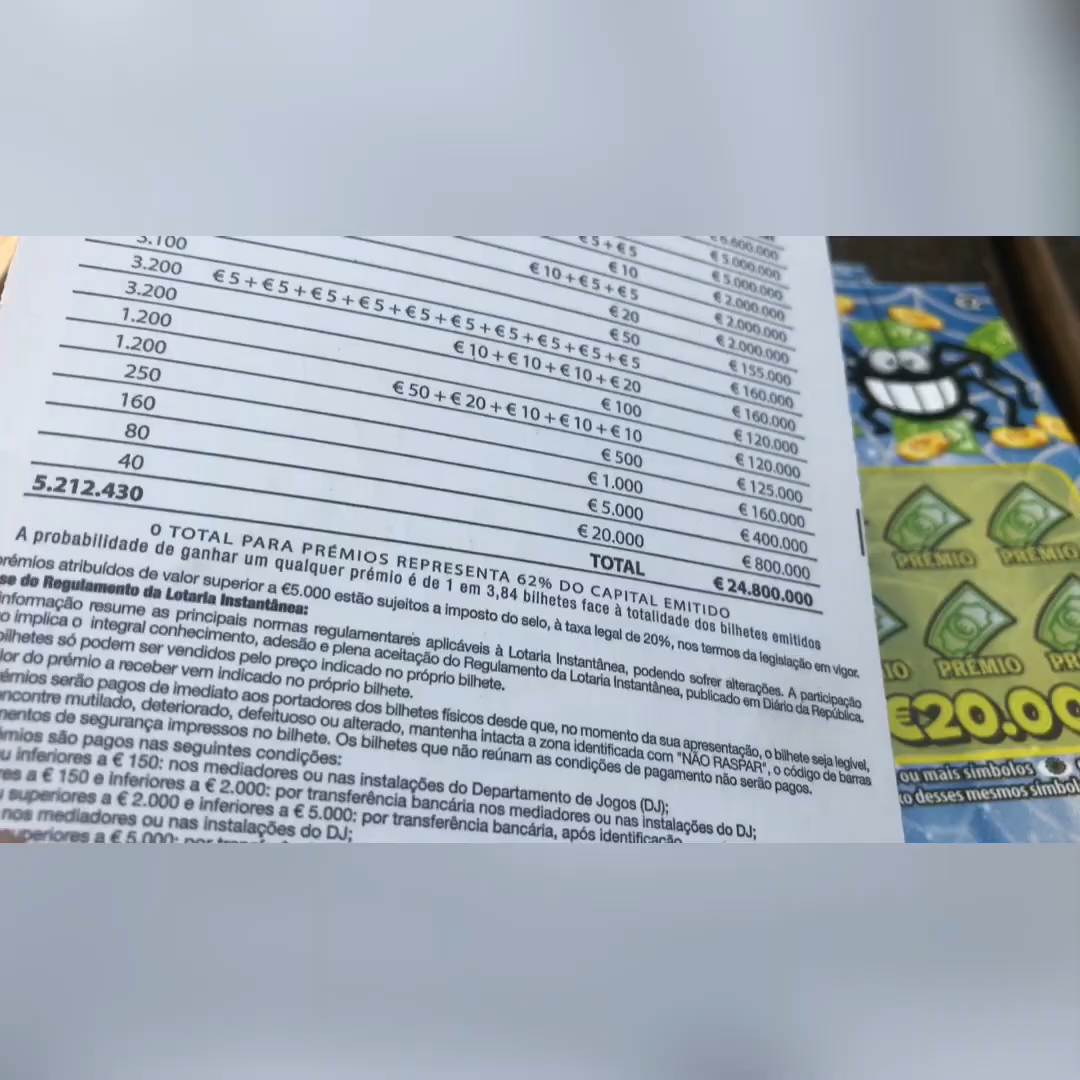 € 5.000.000
€ 5 + € 5 € 5.000.000
€ 10 € 2.000.000
€ 10 + € 5 + € 5 € 2.000.000
€ 20 € 2.000.000
3.100 € 50 € 155.000
3.200 € 5 + € 5 + € 5 + € 5 + € 5 + € 5 + € 5 + € 5 + € 5 + € 5 € 160.000
3.200 € 10 + € 10 + € 10 + € 20 € 160.000
1.200 € 100 € 120.000
1.200 € 50 + € 20 + € 10 + € 10 + € 10 € 120.000
250 € 500 € 125.000
160 € 1.000 € 160.000
80 € 5.000 € 400.000
40 € 20.000 € 800.000
5.212.430 TOTAL € 24.800.000
O TOTAL PARA PRÉMIOS REPRESENTA 62% DO CAPITAL EMITIDO
A probabilidade de ganhar um qualquer prémio é de 1 em 3,84 bilhetes face à totalidade dos bilhetes emitidos
prémios atribuídos de valor superior a €5.000 estão sujeitos a imposto do selo, à taxa legal de 20%, nos termos da legislação em vigor.
se do Regulamento da Lotaria Instantânea:
informação resume as principais normas regulamentares aplicáveis à Lotaria Instantânea, podendo sofrer alterações. A participação
o implica o integral conhecimento, adesão e plena aceitação do Regulamento da Lotaria Instantânea, publicado em Diário da República.
bilhetes só podem ser vendidos pelo preço indicado no próprio bilhete.
lor do prémio a receber vem indicado no próprio bilhete.
émios serão pagos de imediato aos portadores dos bilhetes físicos desde que, no momento da sua apresentação, o bilhete seja legível,
ncontre mutilado, deteriorado, defeituoso ou alterado, mantenha intacta a zona identificada com "NÃO RASPAR", o código de barras
mentos de segurança impressos no bilhete. Os bilhetes que não reúnam as condições de pagamento não serão pagos.
émios são pagos nas seguintes condições:
u inferiores a € 150: nos mediadores ou nas instalações do Departamento de Jogos (DJ);
res a € 150 e inferiores a € 2.000: por transferência bancária nos mediadores ou nas instalações do DJ;
superiores a € 2.000 e inferiores a € 5.000: por transferência bancária, após identificação
nos mediadores ou nas instalações do DJ;
superiores a € 5.000: por
PRÉMIO PRÉMIO
IO PRÉMIO PR
€20.00
ou mais símbolos
to desses mesmos símbol